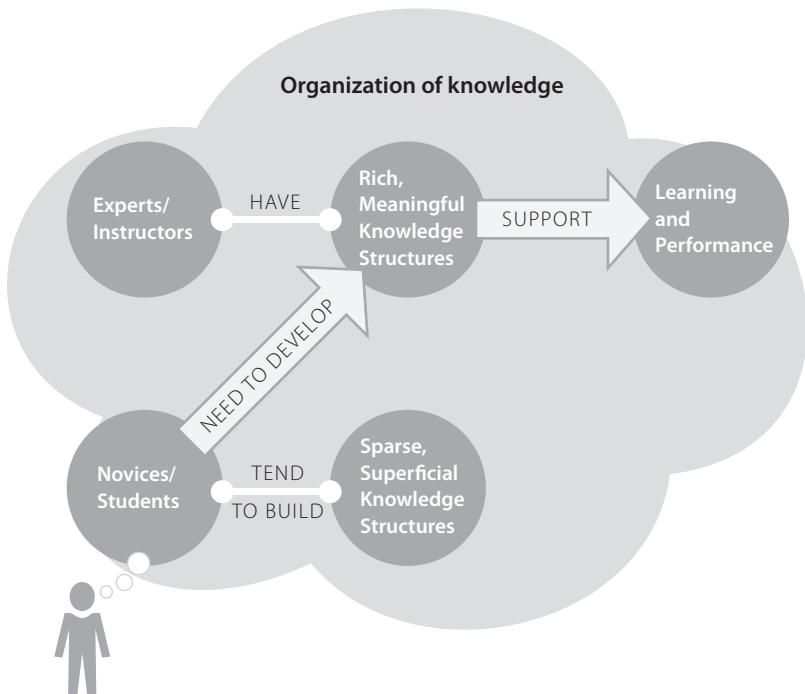 Organization of knowledge
Experts/
Instructors
HAVE
Rich,
Meaningful
Knowledge
Structures
SUPPORT
Learning
and
Performance
NEED TO DEVELOP
Novices/
Students
TEND
TO BUILD
Sparse,
Superficial
Knowledge
Structures